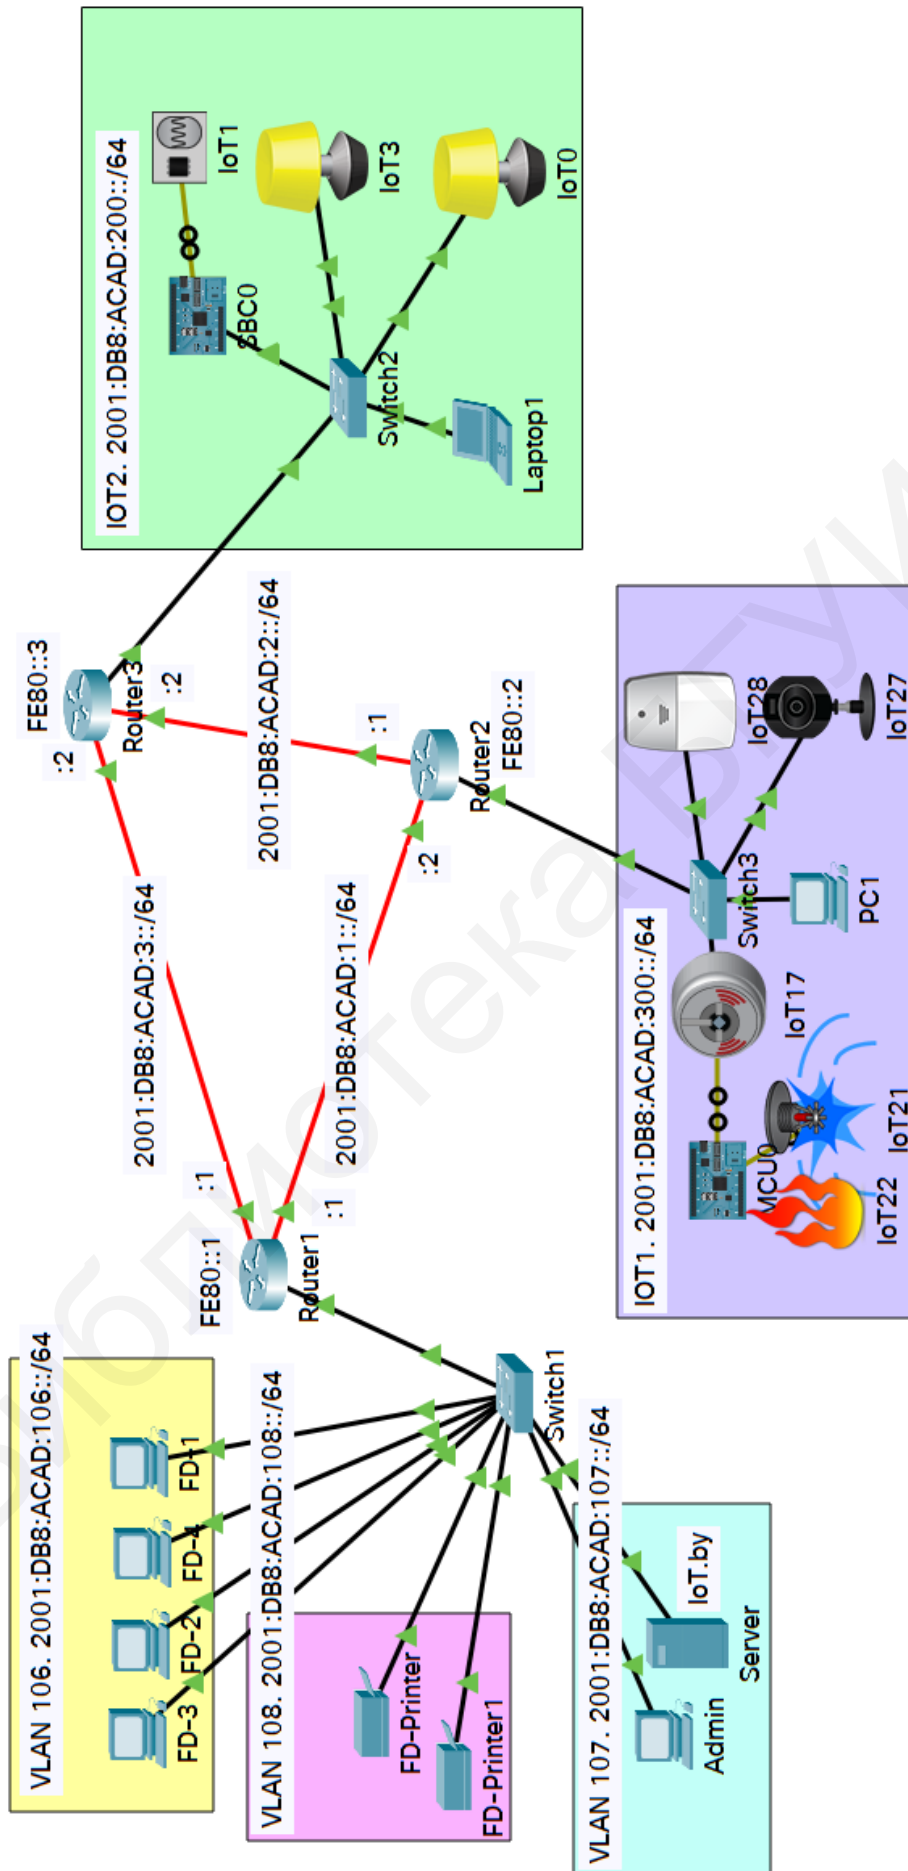 VLAN 106. 2001:DB8:ACAD:106::/64
FD-3
FD-2
FD-4
FD-1
VLAN 108. 2001:DB8:ACAD:108::/64
FD-Printer
FD-Printer1
VLAN 107. 2001:DB8:ACAD:107::/64
Admin
Server
IoT.by
Switch1
FE80::1
Router1
:1
:1
2001:DB8:ACAD:3::/64
2001:DB8:ACAD:1::/64
:2
FE80::3
Router3
:2
2001:DB8:ACAD:2::/64
:1
:2
Router2
FE80::2
IOT2. 2001:DB8:ACAD:200::/64
IoT1
SBC0
IoT3
IoT0
Switch2
Laptop1
IOT1. 2001:DB8:ACAD:300::/64
IoT28
IoT27
Switch3
PC1
IoT17
MCU0
IoT21
IoT22
библиотека БГУИ